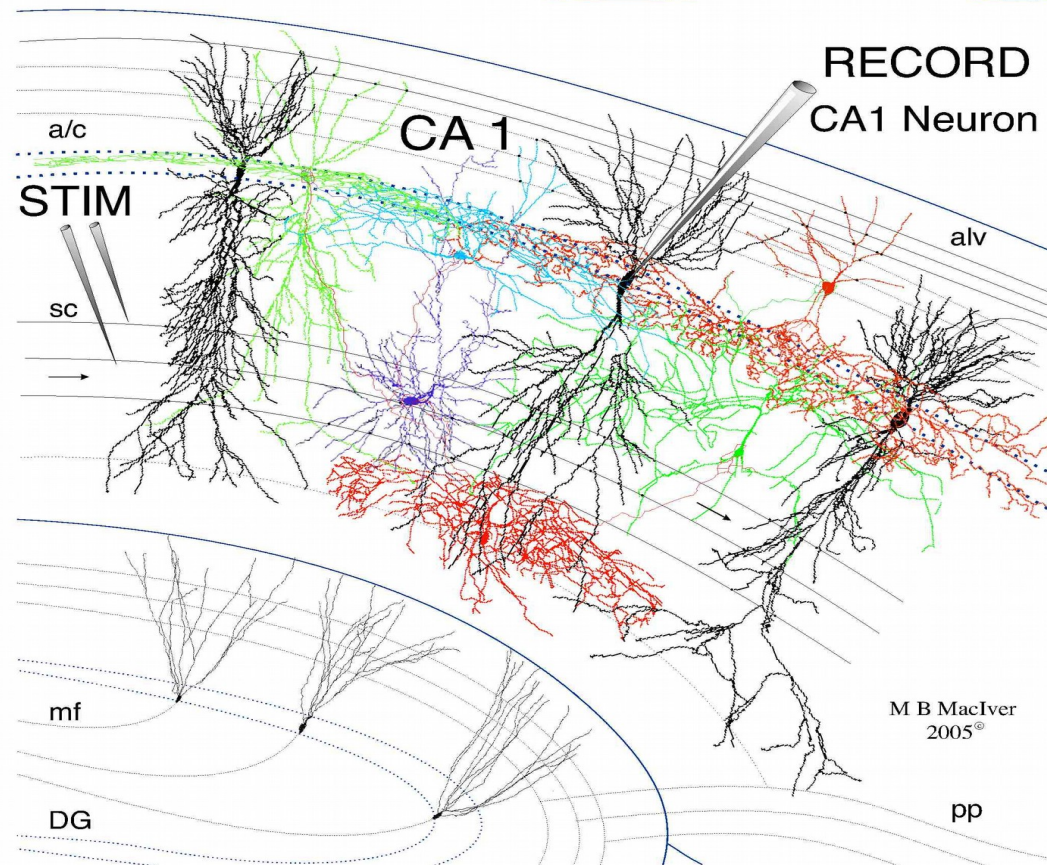 RECORD
CA1 Neuron
a/c
CA 1
STIM
alv
sc
mf
M B MacIver
2005©
DG
pp